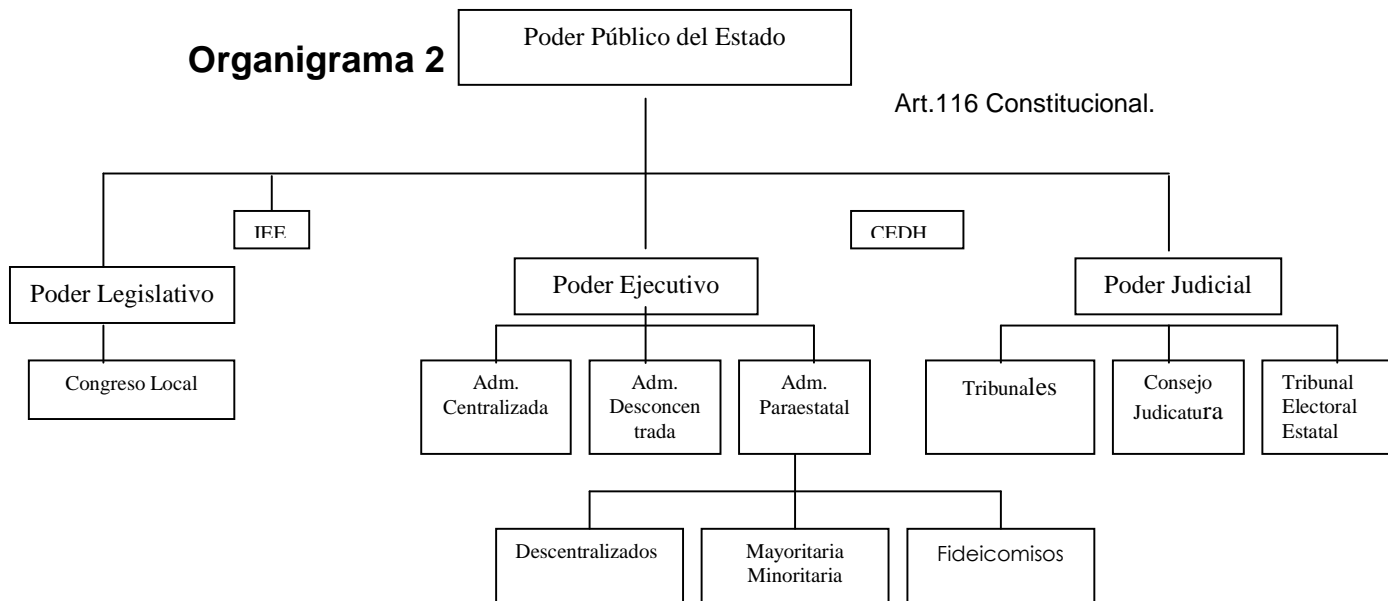 Poder Público del Estado
Organigrama 2
Art.116 Constitucional.
IEE
CEDH
Poder Legislativo
Poder Ejecutivo
Poder Judicial
Congreso Local
Adm.
Centralizada
Adm.
Desconcen
trada
Adm.
Paraestatal
Tribunales
Consejo
Judicatura
Tribunal
Electoral
Estatal
Descentralizados
Mayoritaria
Minoritaria
Fideicomisos